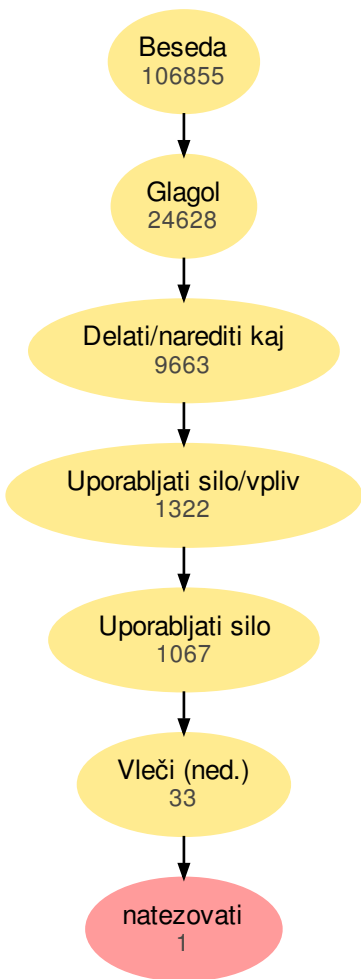 Beseda
106855
Glagol
24628
Delati/narediti kaj
9663
Uporabljati silo/vpliv
1322
Uporabljati silo
1067
Vleči (ned.)
33
natezovati
1